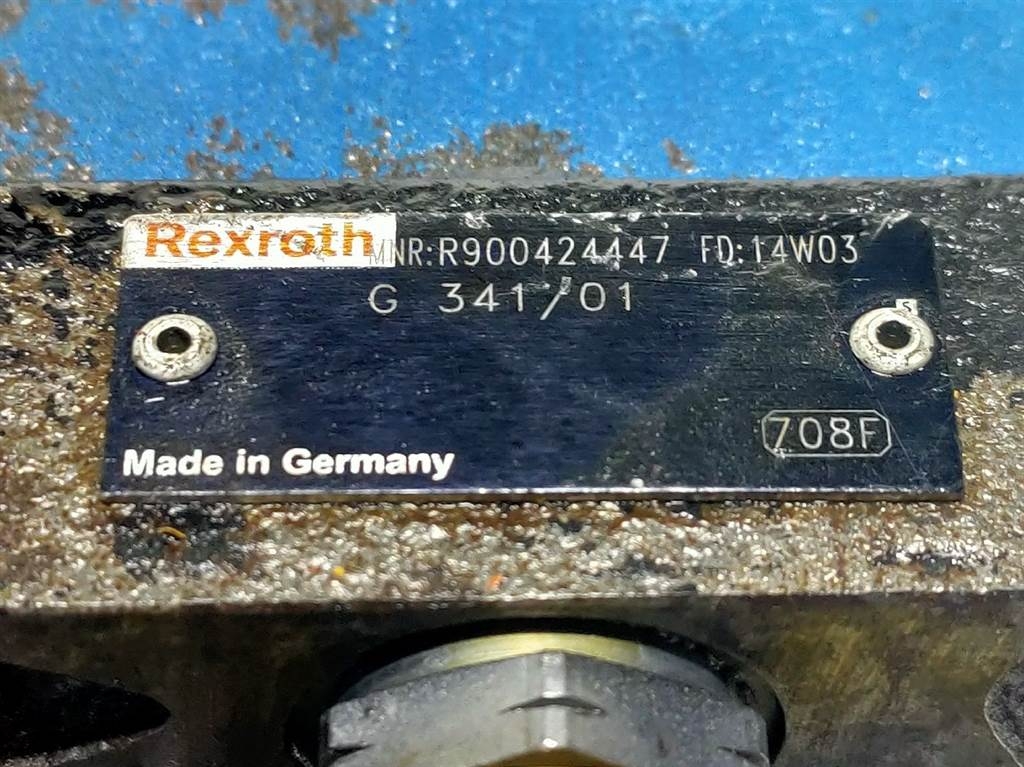 Rexroth MNR:R900424447 FD:14W03
G 341/01
708F
Made in Germany